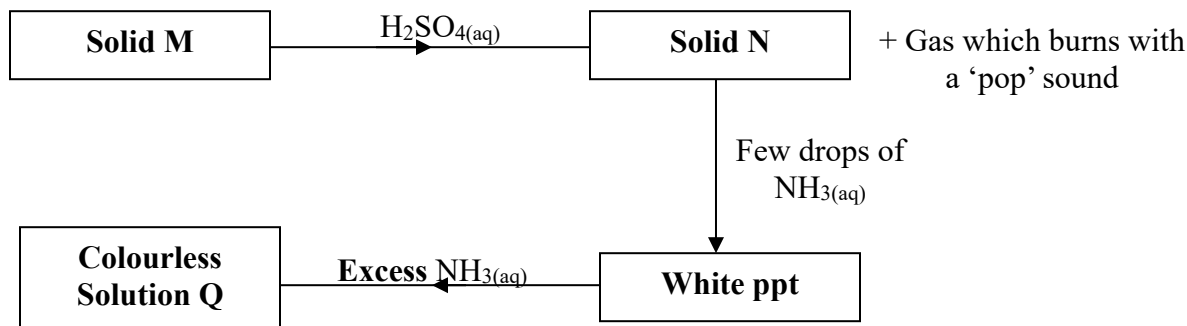 Solid M
H₂SO₄(aq)
Solid N
+ Gas which burns with
a ‘pop’ sound
Few drops of
NH₃(aq)
Colourless
Solution Q
Excess NH₃(aq)
White ppt